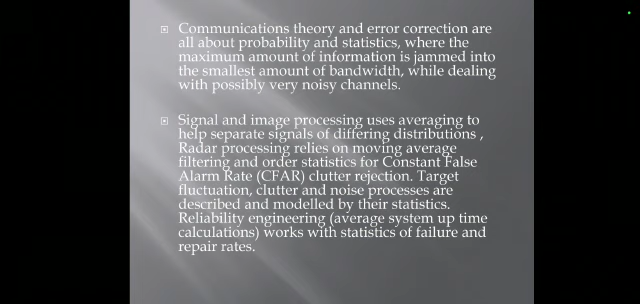 Communications theory and error correction are
all about probability and statistics, where the
maximum amount of information is jammed into
the smallest amount of bandwidth, while dealing
with possibly very noisy channels.
Signal and image processing uses averaging to
help separate signals of differing distributions ,
Radar processing relies on moving average
filtering and order statistics for Constant False
Alarm Rate (CFAR) clutter rejection. Target
fluctuation, clutter and noise processes are
described and modelled by their statistics.
Reliability engineering (average system up time
calculations) works with statistics of failure and
repair rates.